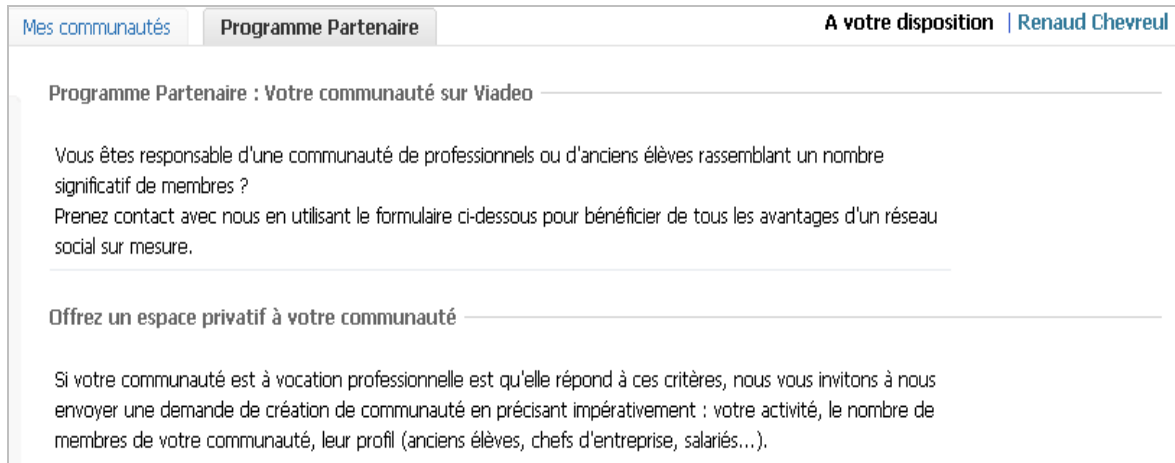 Mes communautés Programme Partenaire A votre disposition | Renaud Chevreul
Programme Partenaire : Votre communauté sur Viadeo
Vous êtes responsable d'une communauté de professionnels ou d'anciens élèves rassemblant un nombre
significatif de membres ?
Prenez contact avec nous en utilisant le formulaire ci-dessous pour bénéficier de tous les avantages d'un réseau
social sur mesure.
Offrez un espace privatif à votre communauté
Si votre communauté est à vocation professionnelle est qu'elle répond à ces critères, nous vous invitons à nous
envoyer une demande de création de communauté en précisant impérativement : votre activité, le nombre de
membres de votre communauté, leur profil (anciens élèves, chefs d'entreprise, salariés...).